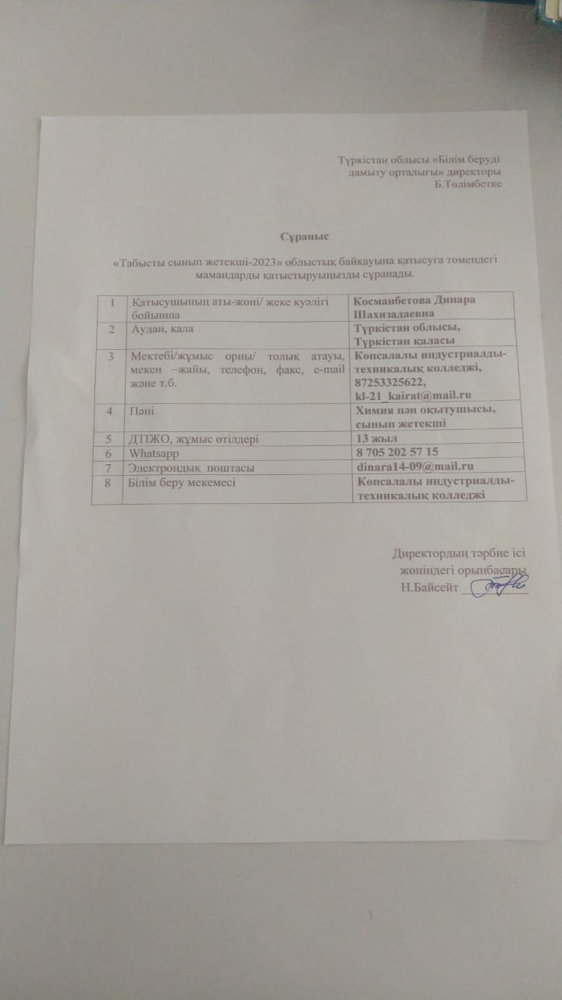 Түркістан облысы «Білім беруді
дамыту орталығы» директоры
Б.Төлімбетке
Сұраныс
«Табысты сынып жетекші-2023» облыстық байқауына қатысуға төмендегі
мамандарды қатыстыруыңызды сұранады.
1 Қатысушының аты-жөні/ жеке куәлігі бойынша Косманбетова Динара Шахизадаевна
2 Аудан, қала Түркістан облысы, Түркістан қаласы
3 Мектебі/жұмыс орны/ толық атауы, мекен –жайы, телефон, факс, e-mail және т.б. Көпсалалы индустриалды-техникалық колледжі, 87253325622, kl-21_kairat@mail.ru
4 Пәні Химия пән оқытушысы, сынып жетекші
5 ДТІЖО, жұмыс өтілдері 13 жыл
6 Whatsapp 8 705 202 57 15
7 Электрондық поштасы dinara14-09@mail.ru
8 Білім беру мекемесі Көпсалалы индустриалды-техникалық колледжі
Директордың тәрбие ісі
жөніндегі орынбасары
Н.Байсейт